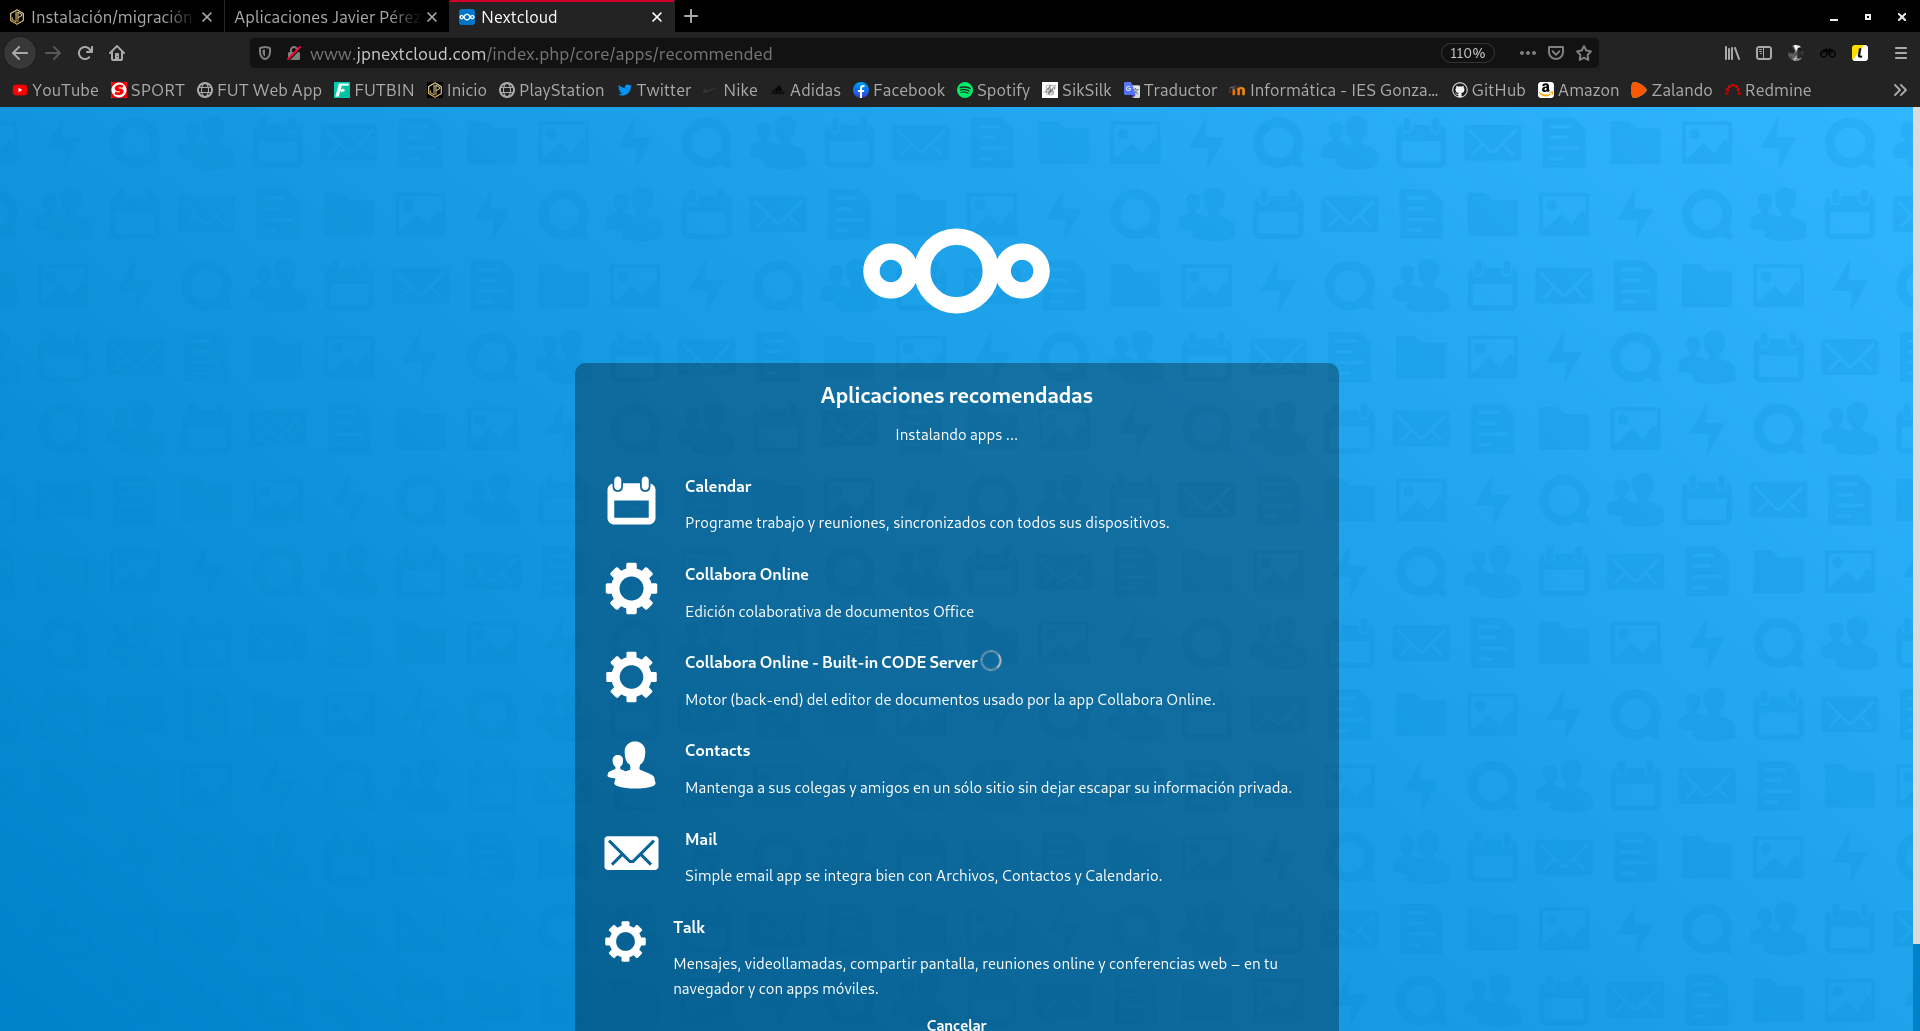 Instalación/migración
Aplicaciones Javier Pérez
Nextcloud
www.jpnextcloud.com/index.php/core/apps/recommended
110%
YouTube
SPORT
FUT Web App
FUTBIN
Inicio
PlayStation
Twitter
Nike
Adidas
Facebook
Spotify
SikSilk
Traductor
Informática - IES Gonza...
GitHub
Amazon
Zalando
Redmine
Aplicaciones recomendadas
Instalando apps ...
Calendar
Programe trabajo y reuniones, sincronizados con todos sus dispositivos.
Collabora Online
Edición colaborativa de documentos Office
Collabora Online - Built-in CODE Server
Motor (back-end) del editor de documentos usado por la app Collabora Online.
Contacts
Mantenga a sus colegas y amigos en un sólo sitio sin dejar escapar su información privada.
Mail
Simple email app se integra bien con Archivos, Contactos y Calendario.
Talk
Mensajes, videollamadas, compartir pantalla, reuniones online y conferencias web – en tu
navegador y con apps móviles.
Cancelar